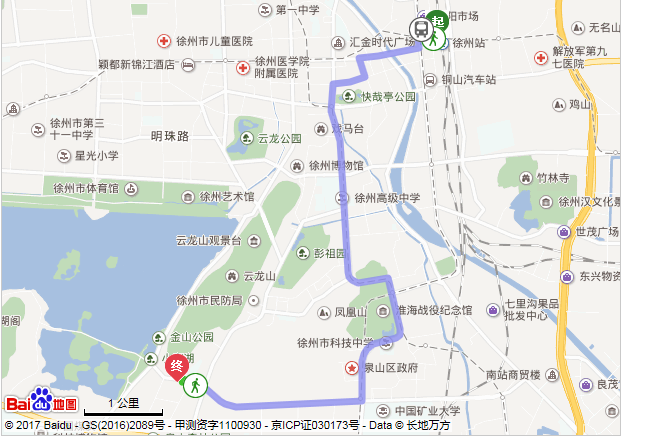 第一中学
起
阳市场
无名山
徐州市儿童医院
汇金时代广场
徐州站
解放军第九
七医院
颍都新锦江酒店
徐州医学院
附属医院
铜山汽车站
快哉亭公园
鸡山
徐州市第三
十一中学
明珠路
云龙公园
戏马台
星光小学
徐州博物馆
竹林寺
徐州市体育馆
徐州艺术馆
徐州高级中学
徐州汉文化景
云龙山观景台
彭祖园
世茂广场
云龙山
东兴物资
徐州市民防局
凤凰山
淮海战役纪念馆
七里沟果品
批发中心
湖阁
金山公园
徐州市科技中学
小
湖
终
泉山区政府
南站商贸楼
良茂
Bai du 地图
1 公里
中国矿业大学
© 2017 Baidu - GS(2016)2089号 - 甲测资字1100930 - 京ICP证030173号 - Data © 长地万方